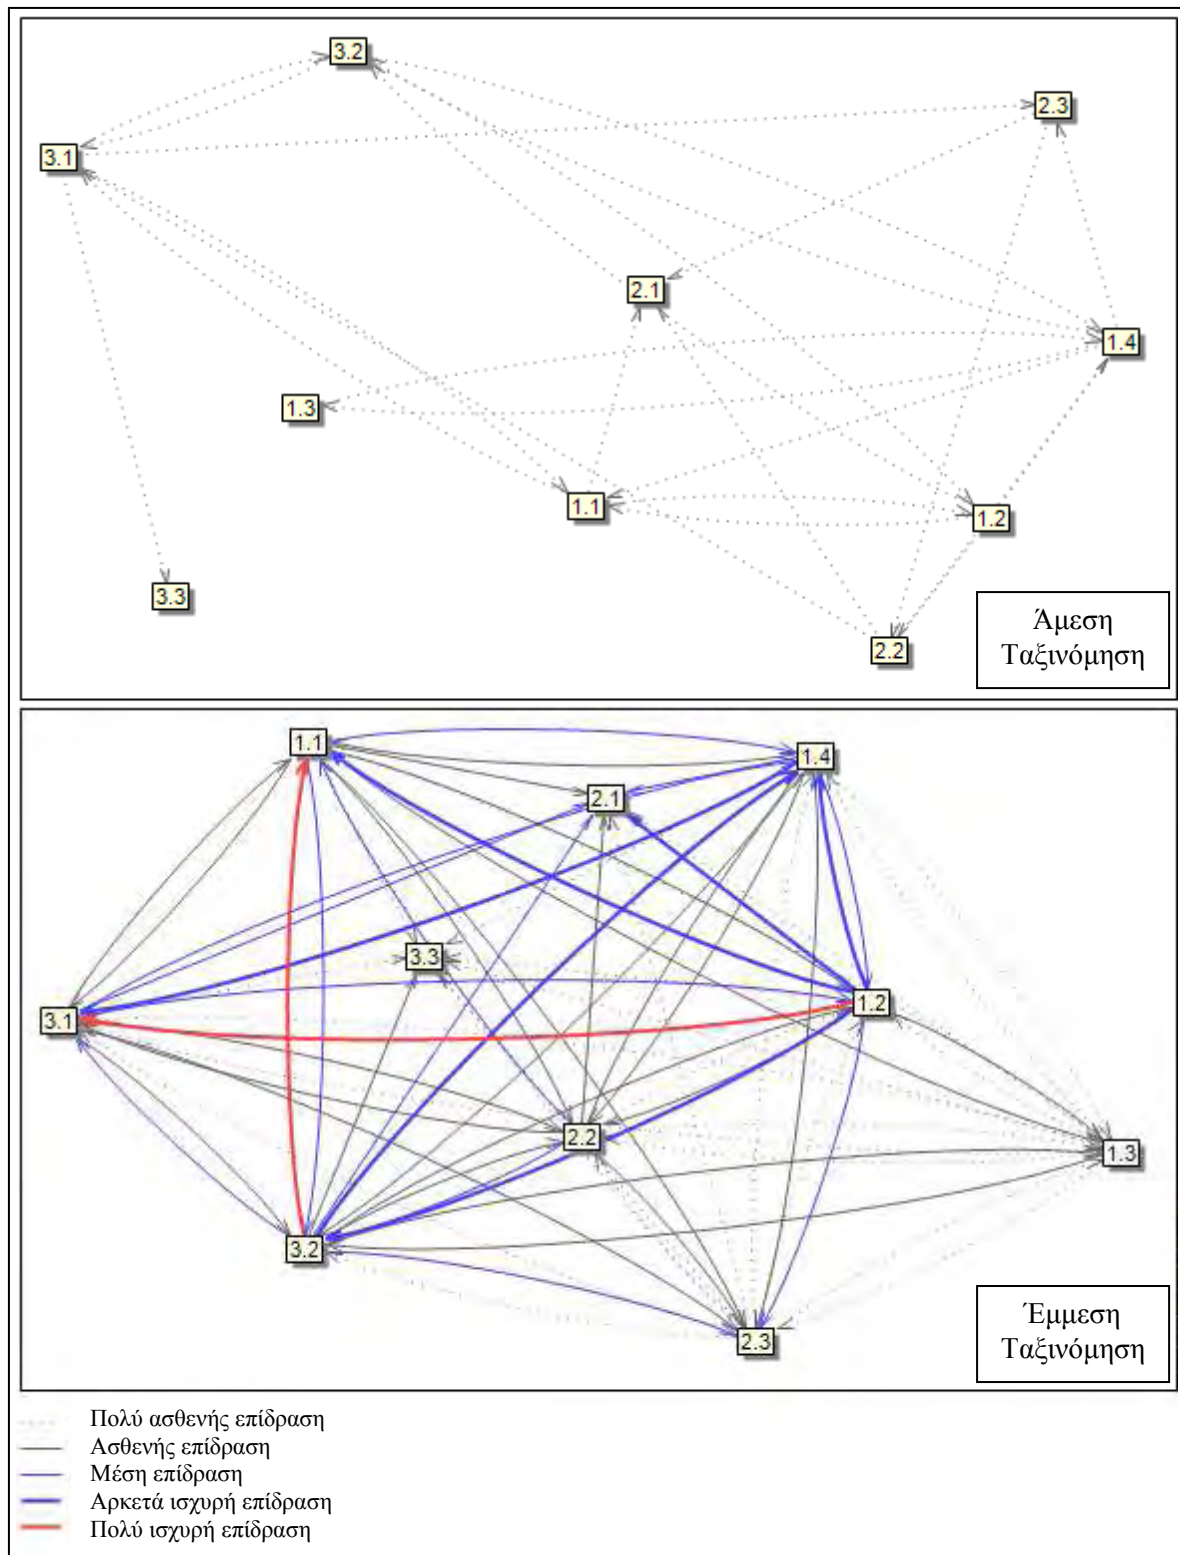 3.2
2.3
3.1
2.1
1.4
1.3
1.1
1.2
3.3
2.2
Άμεση
Ταξινόμηση
1.1
1.4
2.1
3.3
1.2
3.1
2.2
1.3
3.2
2.3
Έμμεση
Ταξινόμηση
Πολύ ασθενής επίδραση
Ασθενής επίδραση
Μέση επίδραση
Αρκετά ισχυρή επίδραση
Πολύ ισχυρή επίδραση